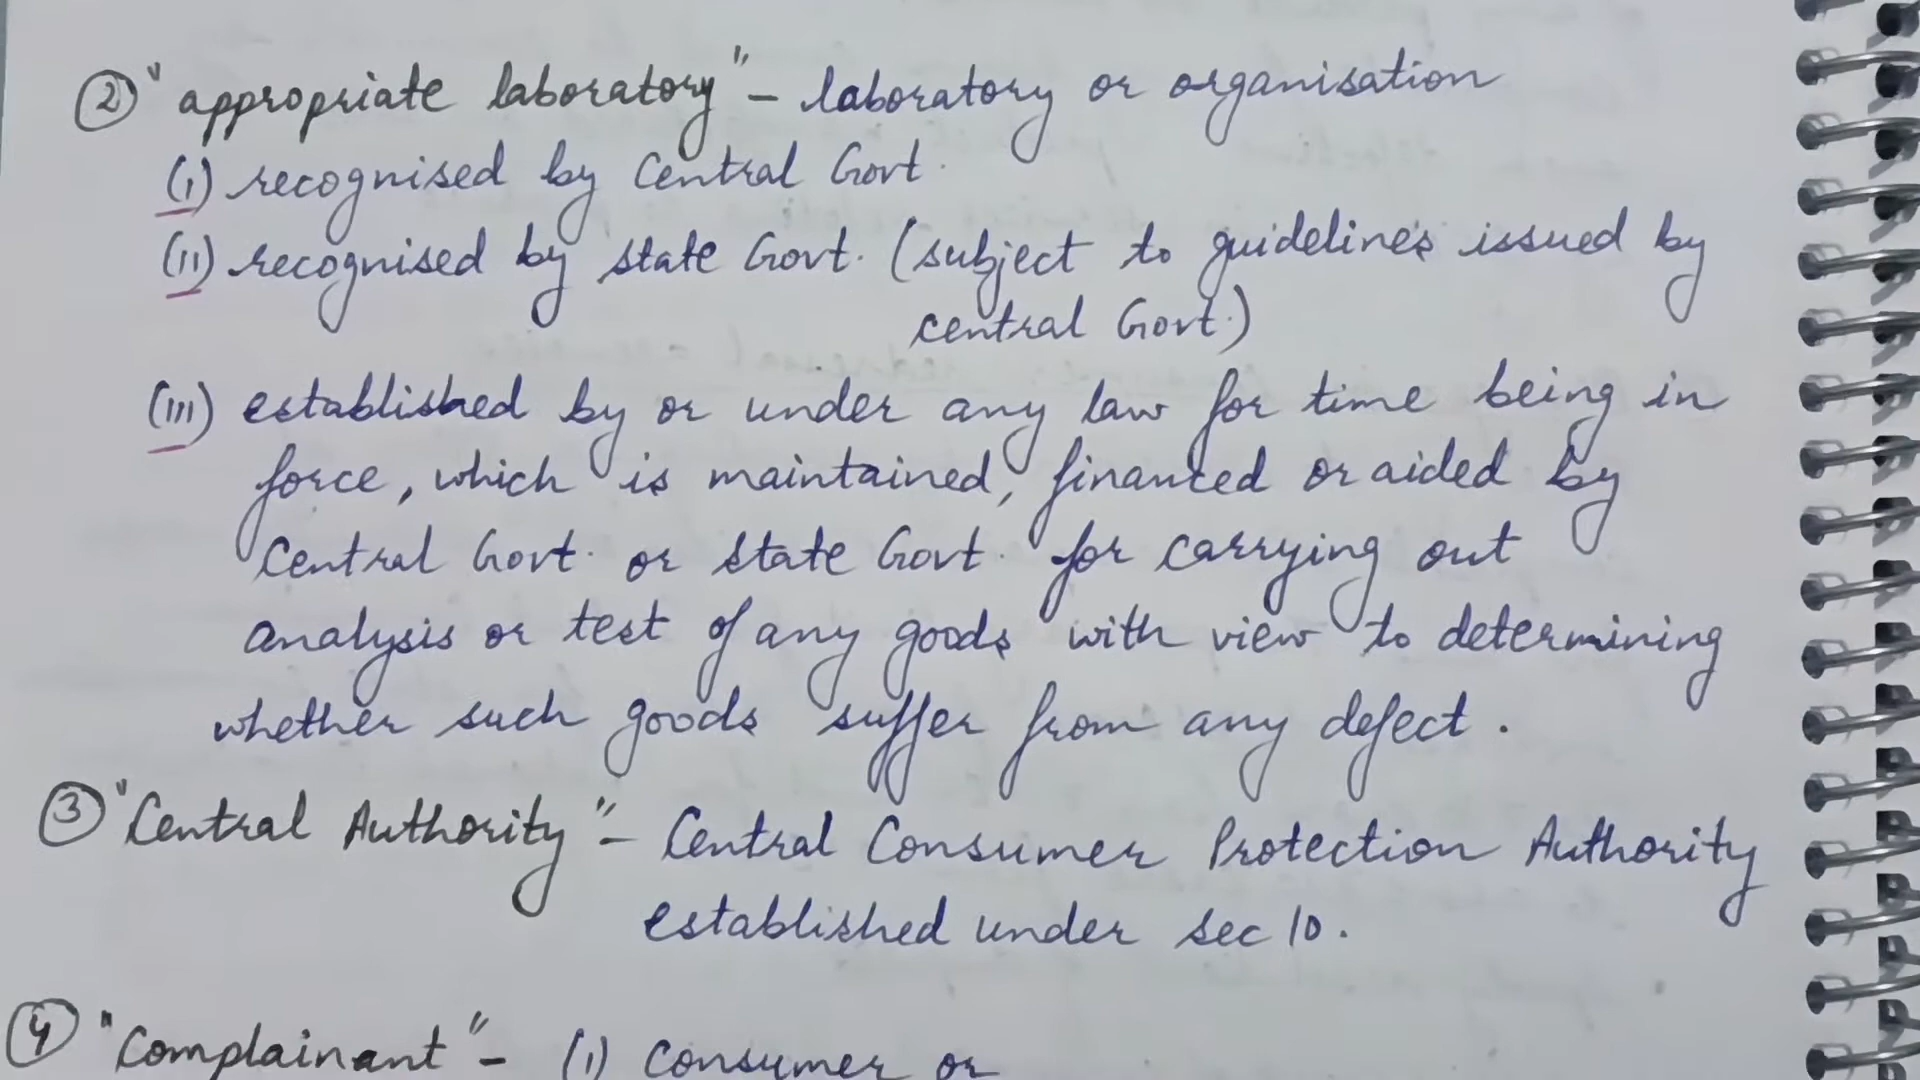 ② "appropriate laboratory" – laboratory or organisation
(i) recognised by Central Govt.
(ii) recognised by state Govt. (subject to guidelines issued by
central Govt.)
(iii) established by or under any law for time being in
force, which is maintained, financed or aided by
Central Govt. or state Govt. for carrying out
analysis or test of any goods with view to determining
whether such goods suffer from any defect.
③ "Central Authority" – Central Consumer Protection Authority
established under sec 10.
④ "Complainant" – (i) consumer or